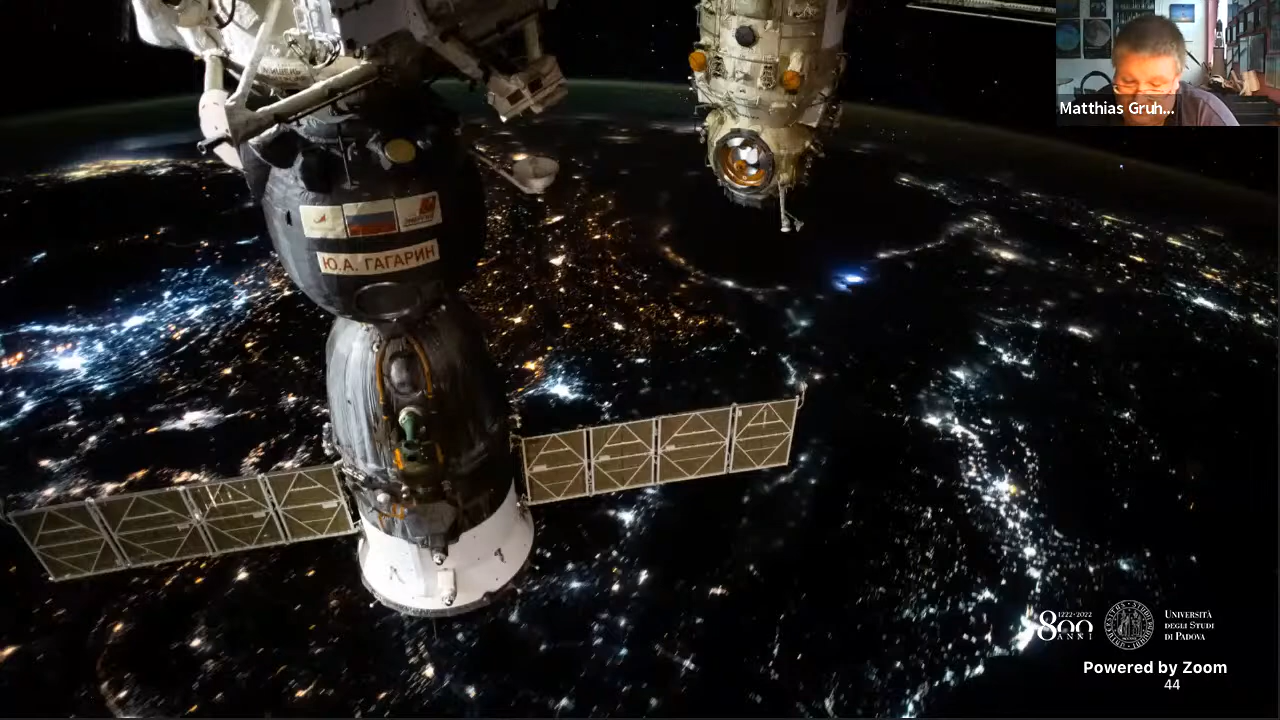 Matthias Gruh...
Ю.А. ГАГАРИН
1222·2022
800
ANNI
UNIVERSITÀ
DEGLI STUDI
DI PADOVA
Powered by Zoom
44